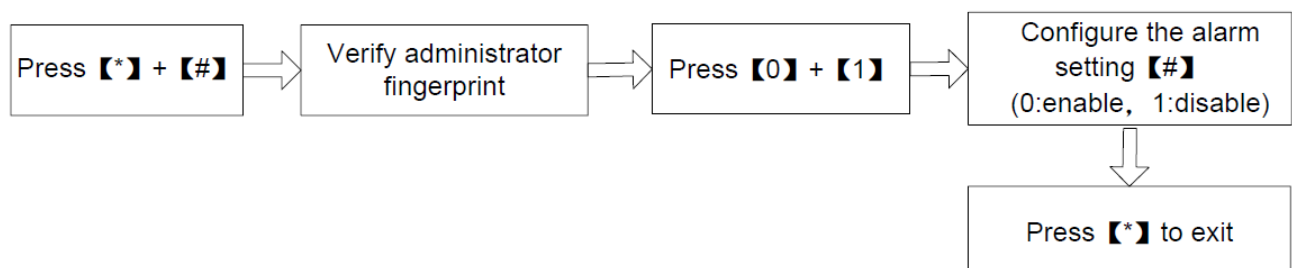 Press 【*】 + 【#】
Verify administrator
fingerprint
Press 【0】 + 【1】
Configure the alarm
setting 【#】
(0:enable，1:disable)
Press 【*】 to exit